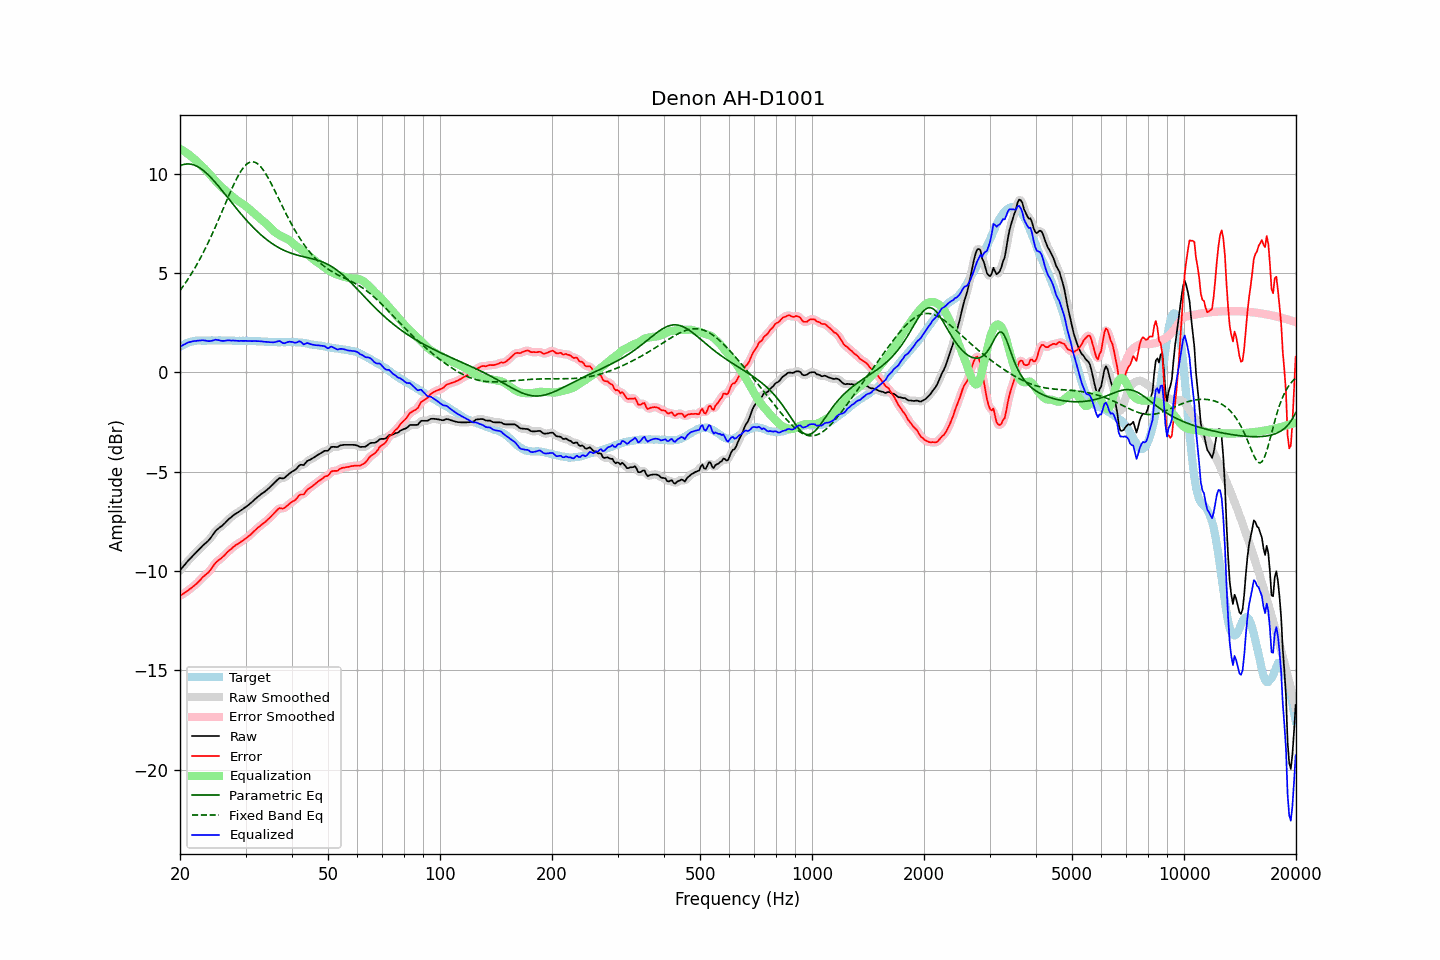 Denon AH-D1001
Amplitude (dBr)
10
5
0
−5
−10
−15
−20
Target
Raw Smoothed
Error Smoothed
Raw
Error
Equalization
Parametric Eq
Fixed Band Eq
Equalized
20 50 100 200 500 1000 2000 5000 10000 20000
Frequency (Hz)